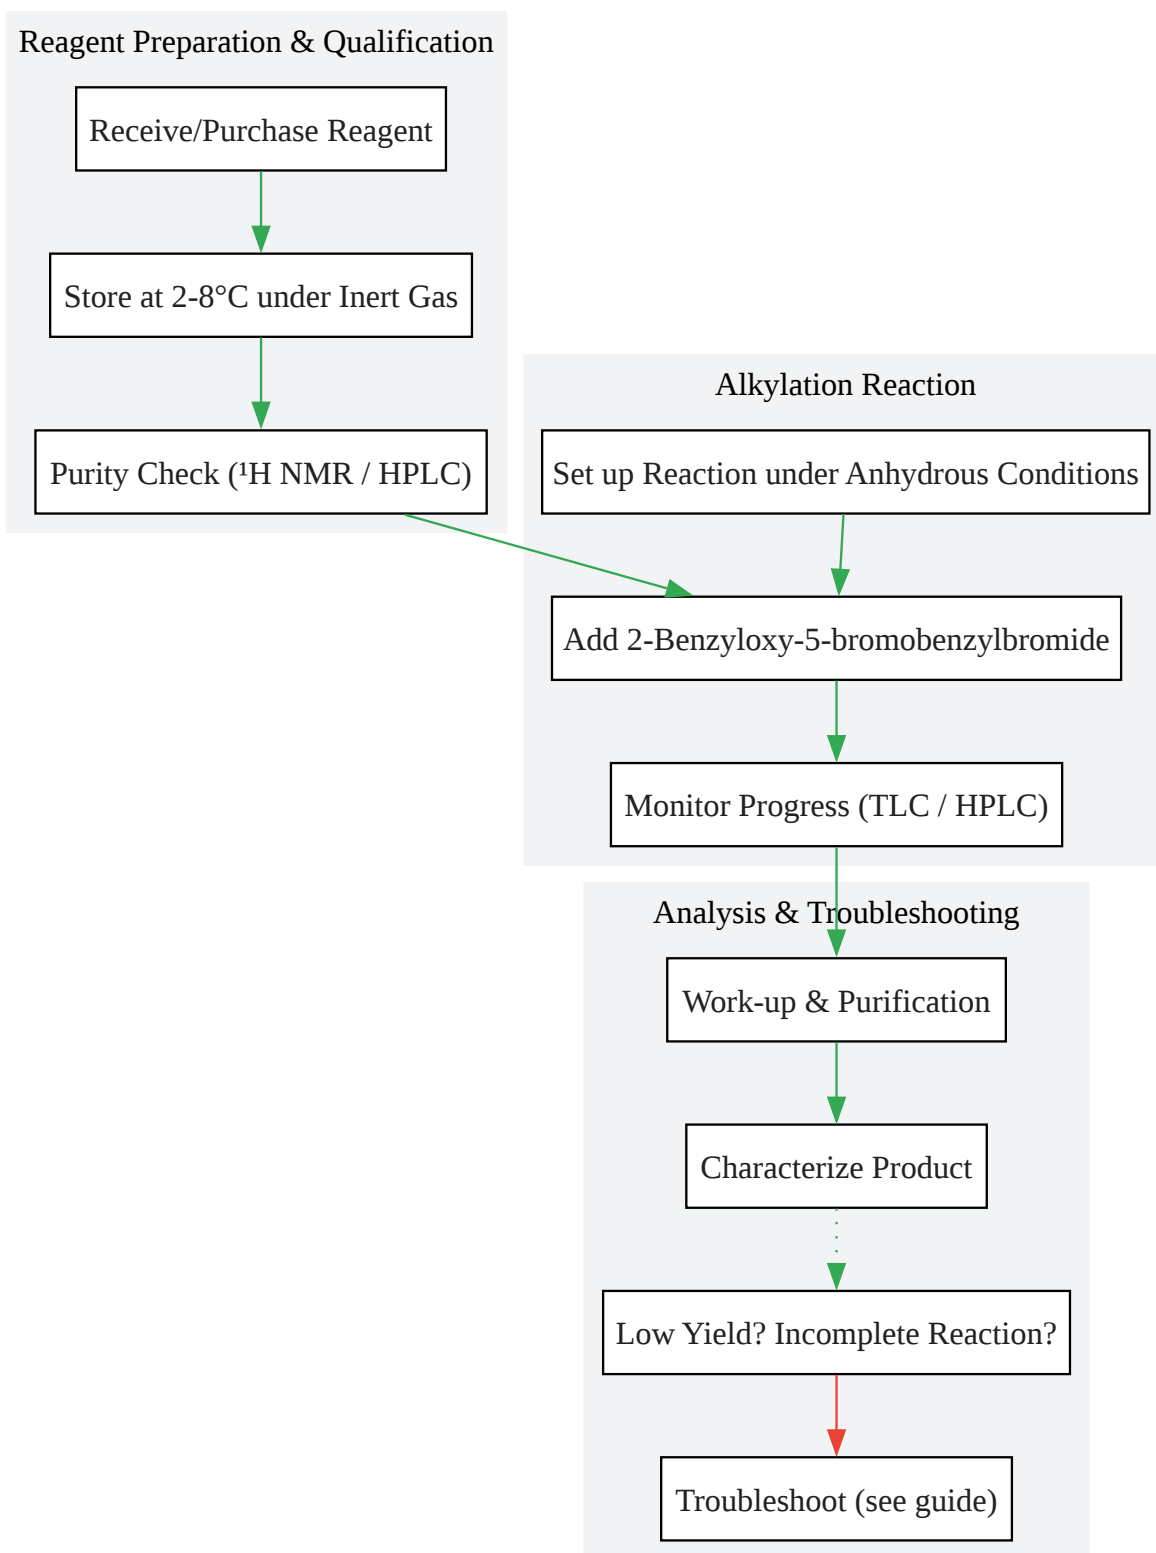 Reagent Preparation & Qualification
Receive/Purchase Reagent
Store at 2-8°C under Inert Gas
Purity Check (¹H NMR / HPLC)
Alkylation Reaction
Set up Reaction under Anhydrous Conditions
Add 2-Benzyloxy-5-bromobenzylbromide
Monitor Progress (TLC / HPLC)
Analysis & Troubleshooting
Work-up & Purification
Characterize Product
Low Yield? Incomplete Reaction?
Troubleshoot (see guide)